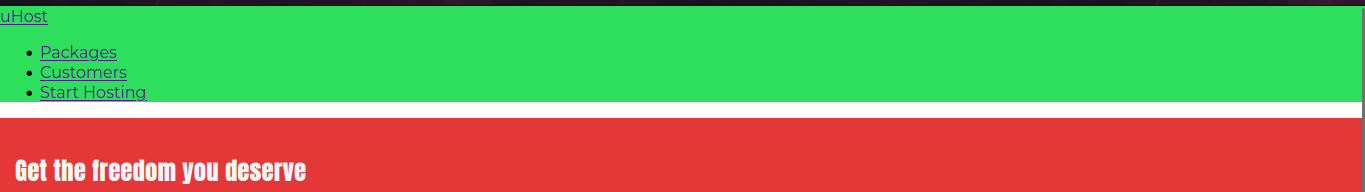 uHost
Packages
Customers
Start Hosting
Get the freedom you deserve